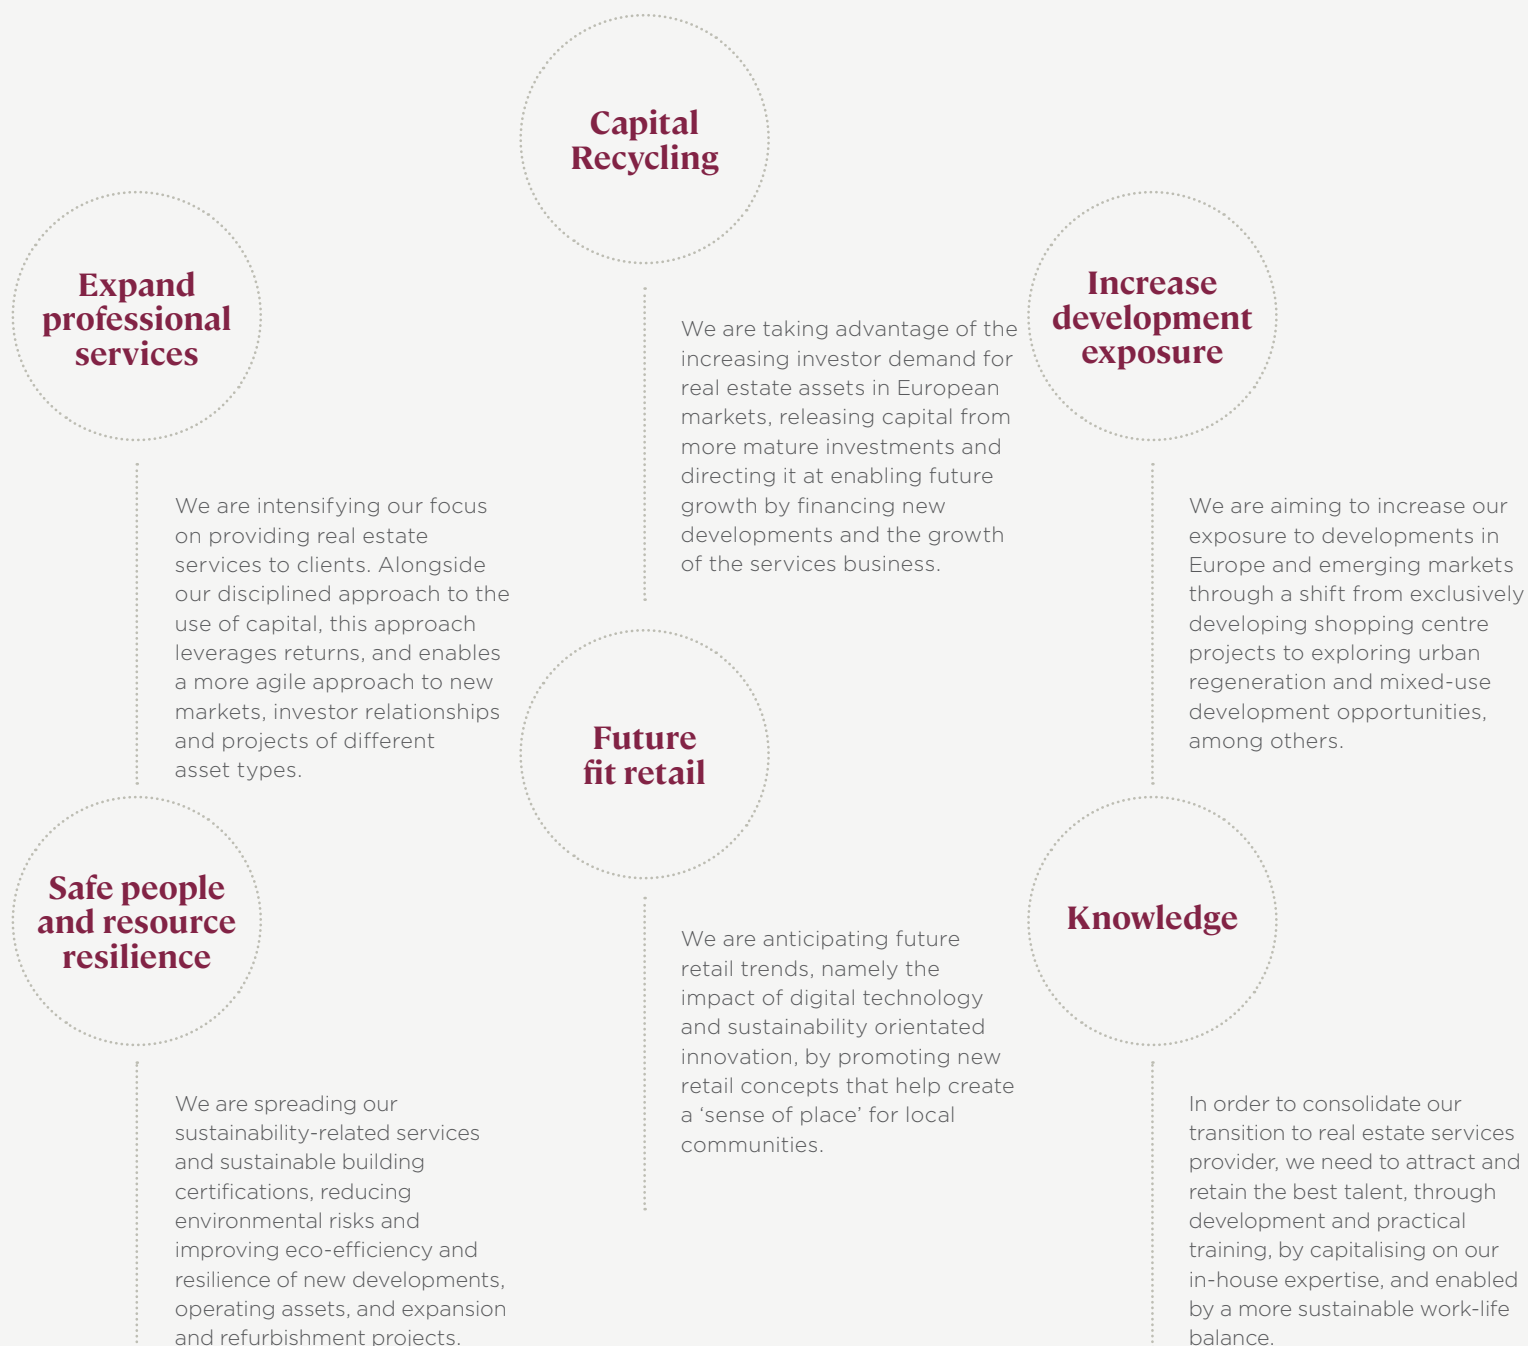 Capital
Recycling
We are taking advantage of the
increasing investor demand for
real estate assets in European
markets, releasing capital from
more mature investments and
directing it at enabling future
growth by financing new
developments and the growth
of the services business.
Expand
professional
services
We are intensifying our focus
on providing real estate
services to clients. Alongside
our disciplined approach to the
use of capital, this approach
leverages returns, and enables
a more agile approach to new
markets, investor relationships
and projects of different
asset types.
Increase
development
exposure
We are aiming to increase our
exposure to developments in
Europe and emerging markets
through a shift from exclusively
developing shopping centre
projects to exploring urban
regeneration and mixed-use
development opportunities,
among others.
Future
fit retail
We are anticipating future
retail trends, namely the
impact of digital technology
and sustainability orientated
innovation, by promoting new
retail concepts that help create
a ‘sense of place’ for local
communities.
Safe people
and resource
resilience
We are spreading our
sustainability-related services
and sustainable building
certifications, reducing
environmental risks and
improving eco-efficiency and
resilience of new developments,
operating assets, and expansion
and refurbishment projects.
Knowledge
In order to consolidate our
transition to real estate services
provider, we need to attract and
retain the best talent, through
development and practical
training, by capitalising on our
in-house expertise, and enabled
by a more sustainable work-life
balance.